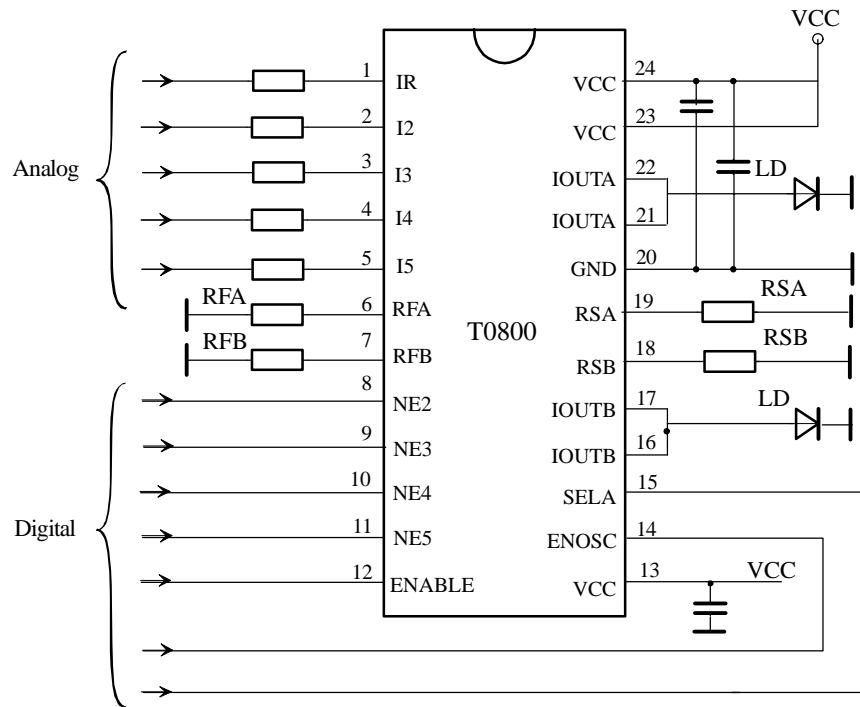 VCC
1 IR VCC 24
2 I2 VCC 23
3 I3 IOUTA 22 LD
Analog
4 I4 IOUTA 21
5 I5 GND 20
RFA 6 RFA RSA 19 RSA
T0800
RFB 7 RFB RSB 18 RSB
8 NE2 IOUTB 17 LD
9 NE3 IOUTB 16
10 NE4 SELA 15
Digital
11 NE5 ENOSC 14
12 ENABLE VCC 13 VCC